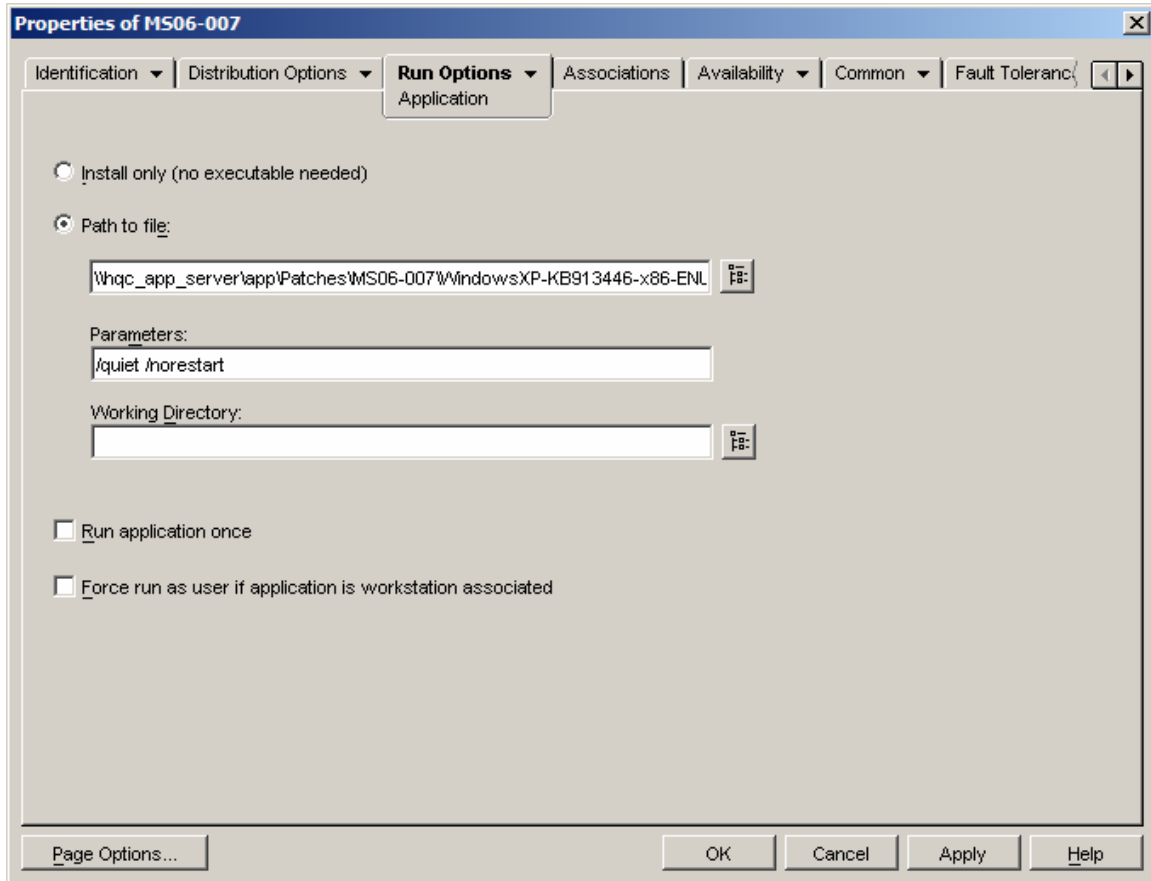 Properties of MS06-007
Identification Distribution Options Run Options Associations Availability Common Fault Toleranc
Application
Install only (no executable needed)
Path to file:
\\hqc_app_server\app\Patches\MS06-007\WindowsXP-KB913446-x86-ENU
Parameters:
/quiet /norestart
Working Directory:
Run application once
Force run as user if application is workstation associated
Page Options... OK Cancel Apply Help